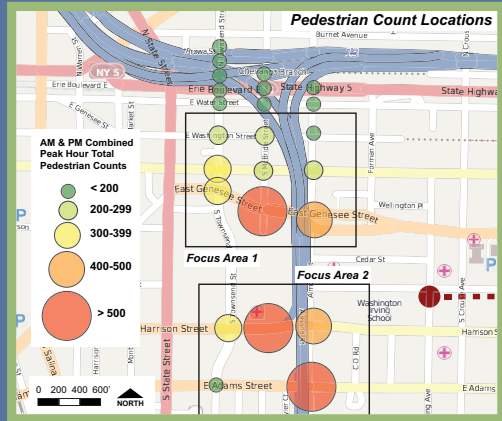 Pedestrian Count Locations
Burnet Avenue
N State Street
N Crous
NY 5
Erie Boulevard E
Erie Boulevard E
State Highway 5
State Highwa
E Water Street
E Genesee St
E Washington Street
Forman Ave
AM & PM Combined
Peak Hour Total
Pedestrian Counts
< 200
200-299
300-399
400-500
> 500
East Genesee Street
East Genesee Street
Wellington Pl
S Townsend
P
P
Focus Area 1
Cedar St
Focus Area 2
S Townsend St
Washington
Irving
School
S Crouse Ave
Harrison Street
Harrison S
S State Street
E Adams Street
E Adams
0 200 400 600'
NORTH